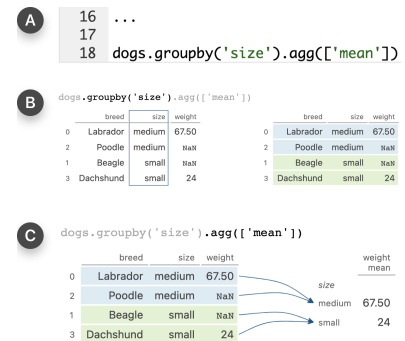 A
16 ...
17
18 dogs.groupby('size').agg(['mean'])
B
dogs.groupby('size').agg(['mean'])
breed size weight
0 Labrador medium 67.50
2 Poodle medium NaN
1 Beagle small NaN
3 Dachshund small 24
breed size weight
0 Labrador medium 67.50
2 Poodle medium NaN
1 Beagle small NaN
3 Dachshund small 24
C
dogs.groupby('size').agg(['mean'])
breed size weight
0 Labrador medium 67.50
2 Poodle medium NaN
1 Beagle small NaN
3 Dachshund small 24
weight
mean
size
medium 67.50
small 24